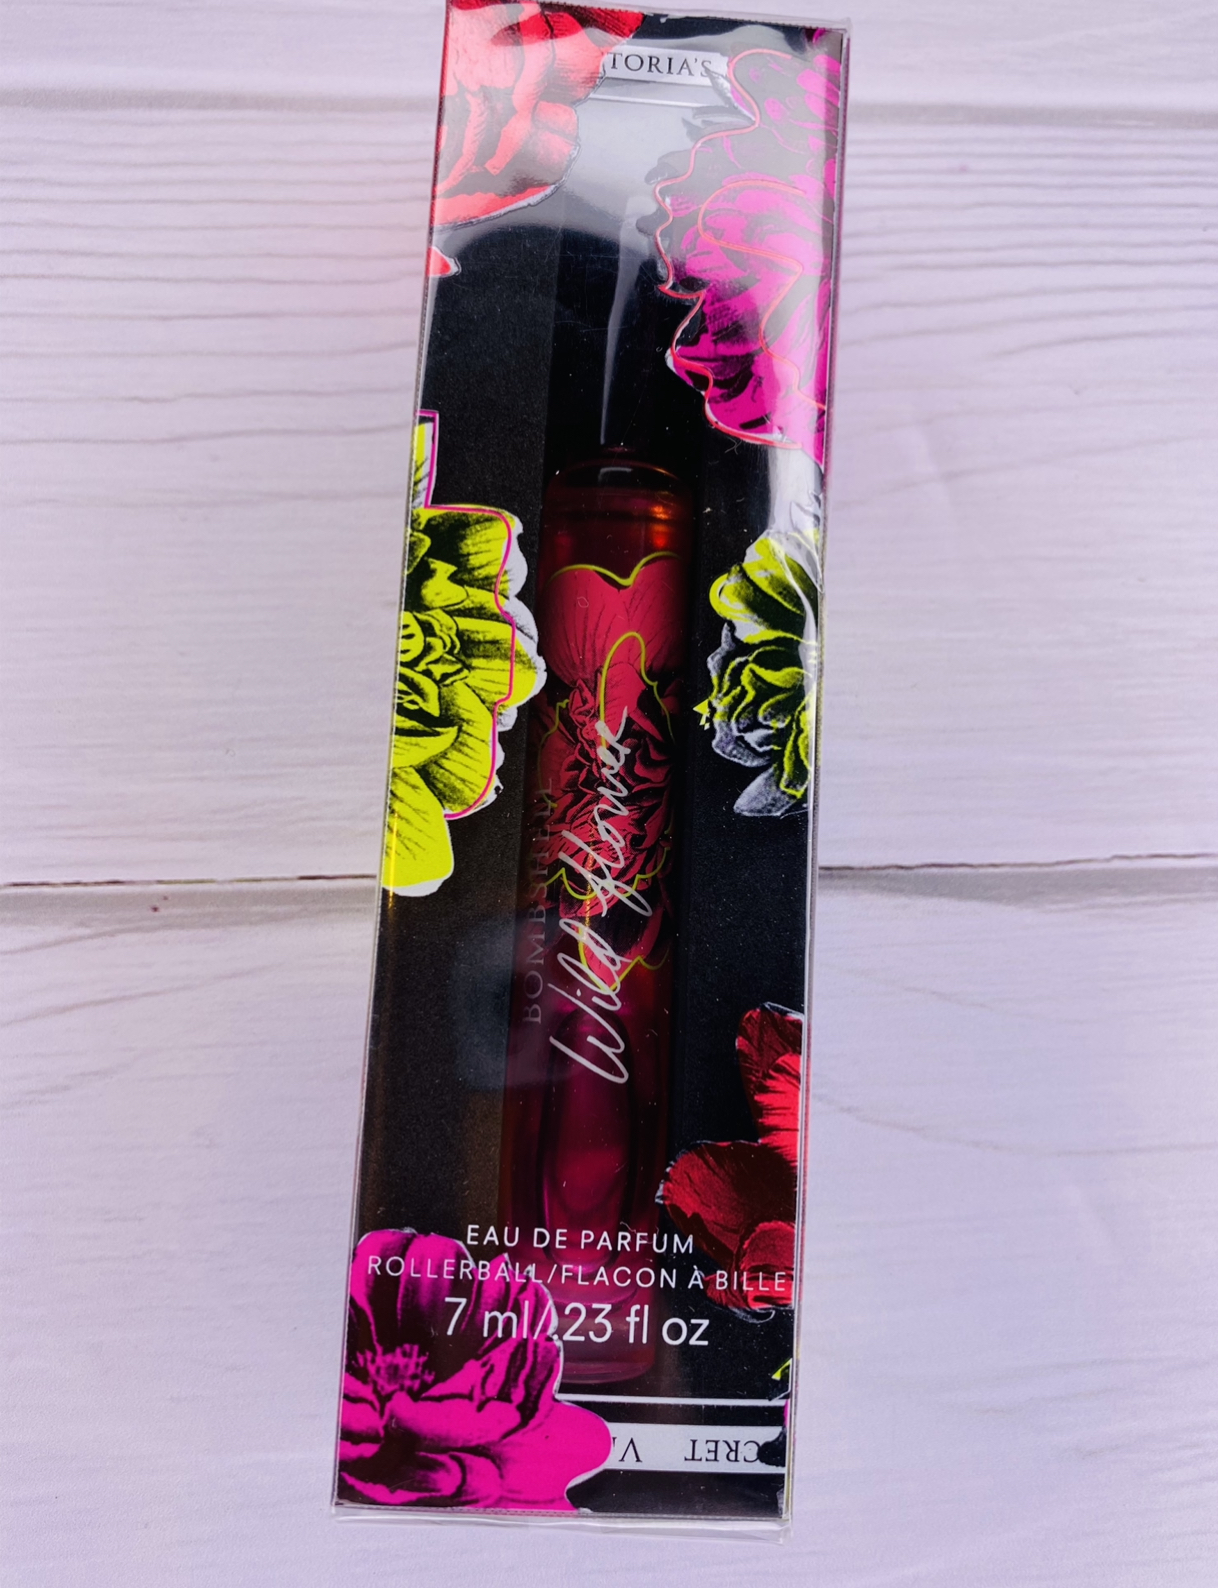 TORIA'S
BOMBSHELL
Wild flower
EAU DE PARFUM
ROLLERBALL/FLACON À BILLE
7 ml/.23 fl oz
CRET V